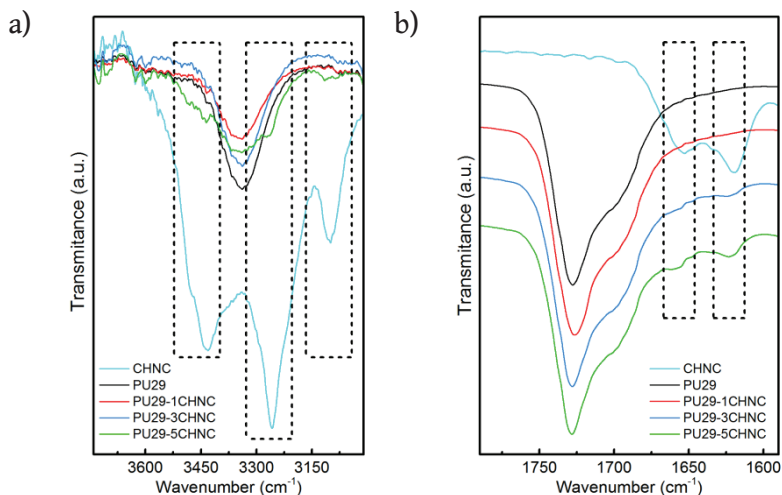 a)
Transmitance (a.u.)
CHNC
PU29
PU29-1CHNC
PU29-3CHNC
PU29-5CHNC
3600 3450 3300 3150
Wavenumber (cm⁻¹)
b)
Transmitance (a.u.)
CHNC
PU29
PU29-1CHNC
PU29-3CHNC
PU29-5CHNC
1750 1700 1650 1600
Wavenumber (cm⁻¹)